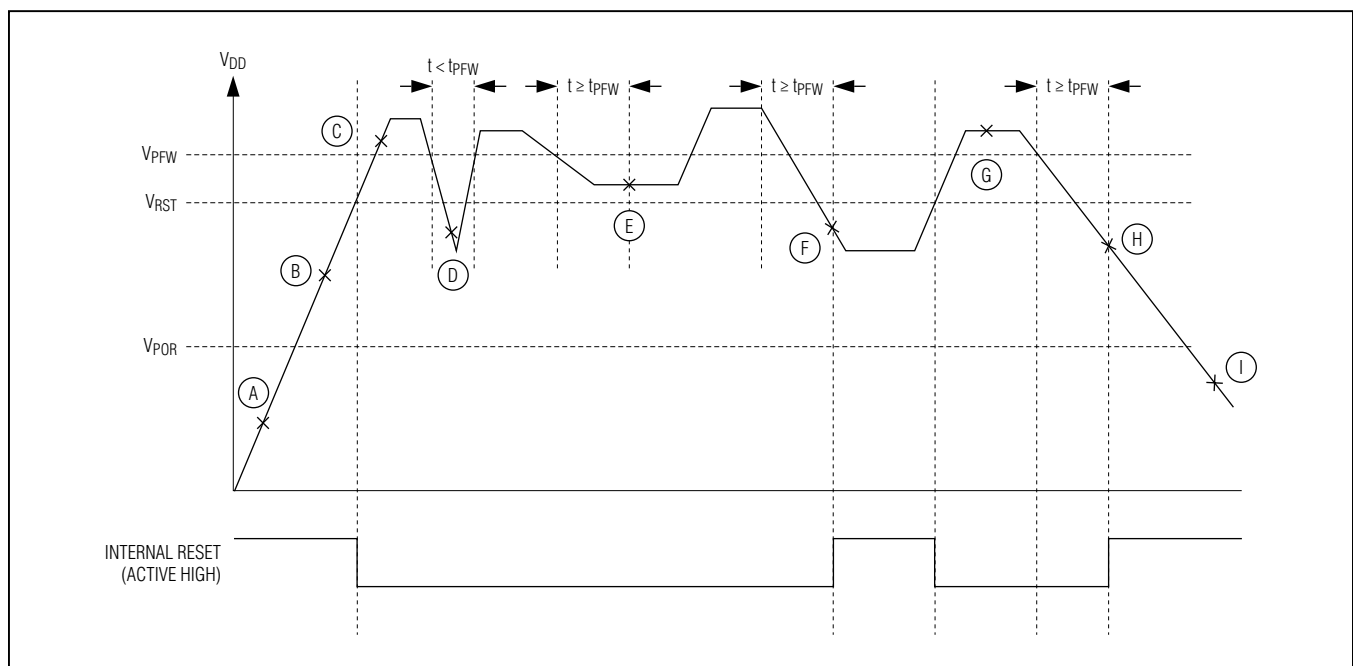 VDD
t < tPFW
t ≥ tPFW
t ≥ tPFW
t ≥ tPFW
C
VPFW
G
VRST
E
F
H
B
D
VPOR
I
A
INTERNAL RESET
(ACTIVE HIGH)